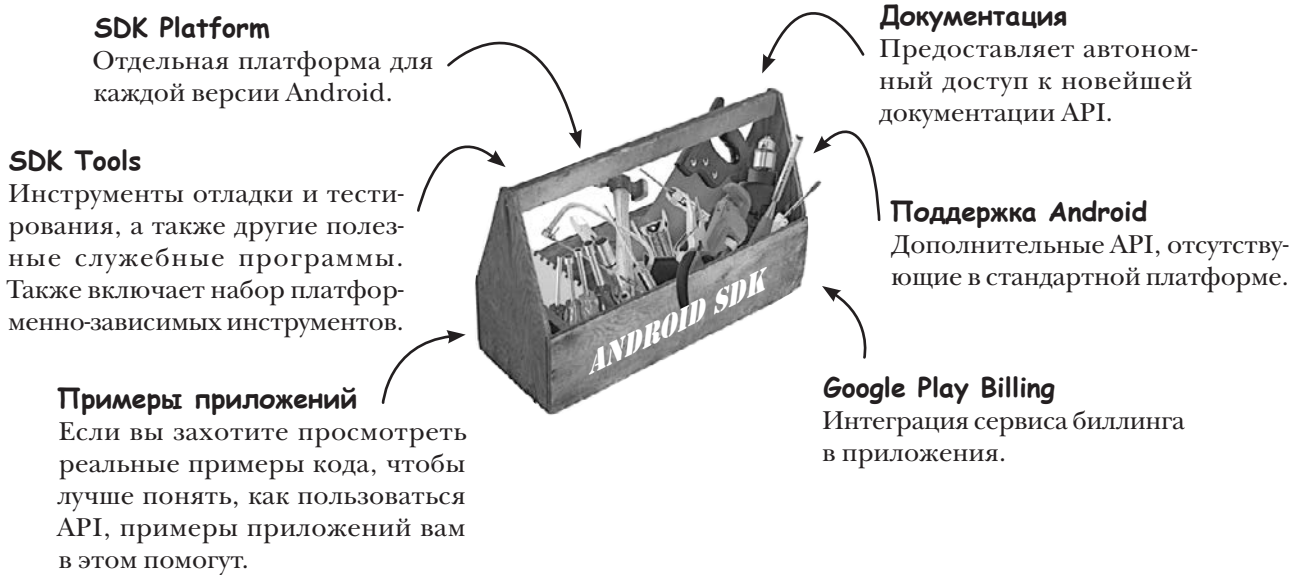 SDK Platform
Отдельная платформа для
каждой версии Android.
SDK Tools
Инструменты отладки и тести-
рования, а также другие полез-
ные служебные программы.
Также включает набор платфор-
менно-зависимых инструментов.
Примеры приложений
Если вы захотите просмотреть
реальные примеры кода, чтобы
лучше понять, как пользоваться
API, примеры приложений вам
в этом помогут.
Документация
Предоставляет автоном-
ный доступ к новейшей
документации API.
Поддержка Android
Дополнительные API, отсутству-
ющие в стандартной платформе.
Google Play Billing
Интеграция сервиса биллинга
в приложения.
ANDROID SDK